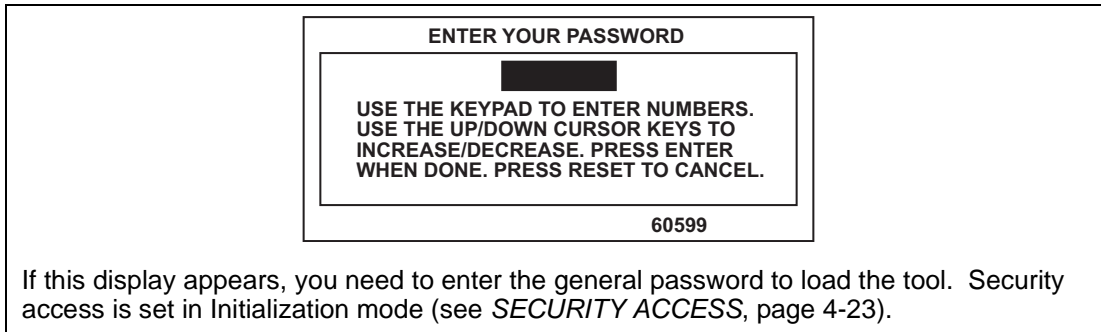 ENTER YOUR PASSWORD
USE THE KEYPAD TO ENTER NUMBERS.
USE THE UP/DOWN CURSOR KEYS TO
INCREASE/DECREASE. PRESS ENTER
WHEN DONE. PRESS RESET TO CANCEL.
60599
If this display appears, you need to enter the general password to load the tool.  Security
access is set in Initialization mode (see SECURITY ACCESS, page 4-23).